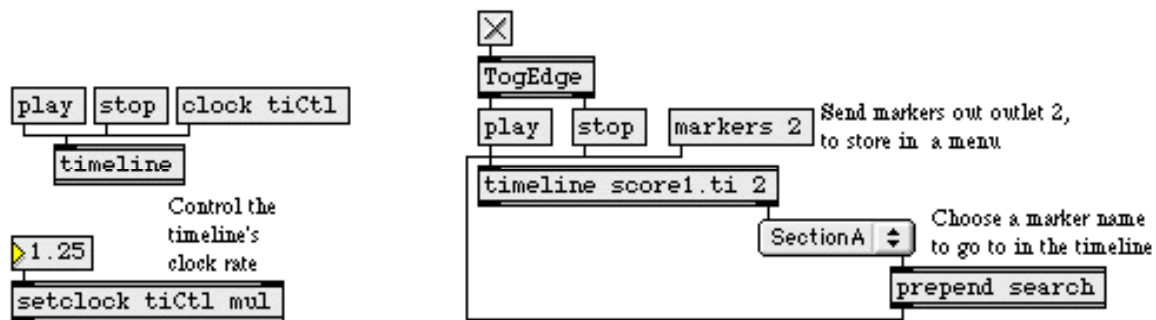 play
stop
clock tiCtl
timeline
Control the
timeline's
clock rate
1.25
setclock tiCtl mul
TogEdge
play
stop
markers 2
Send markers out outlet 2,
to store in a menu
timeline score1.ti 2
SectionA
Choose a marker name
to go to in the timeline
prepend search